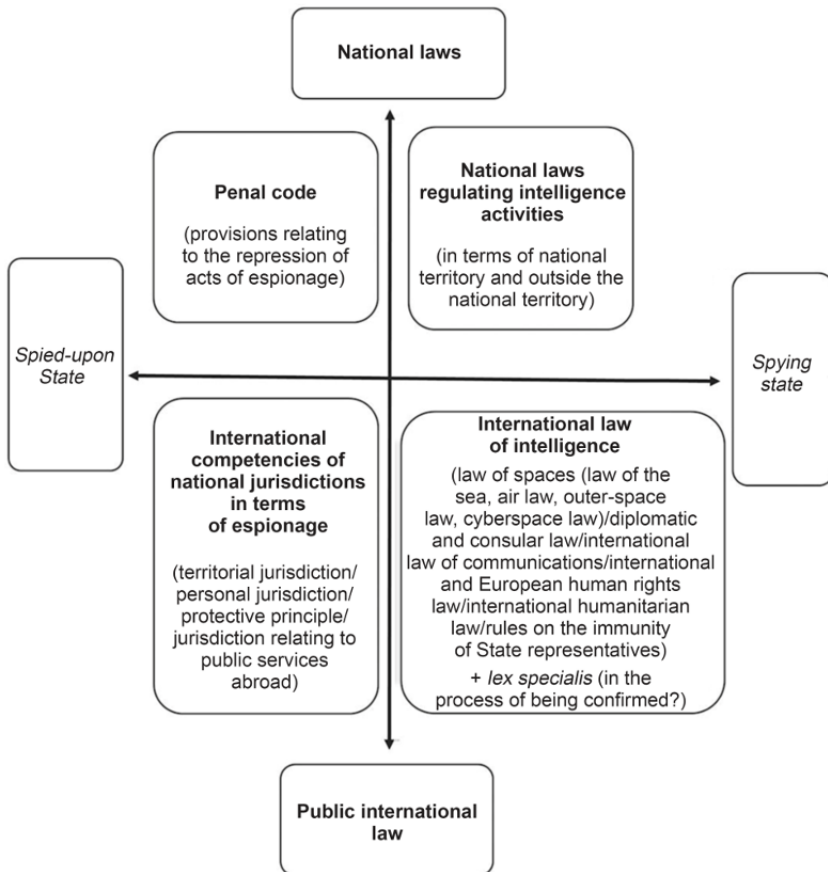 National laws
Penal code
(provisions relating
to the repression of
acts of espionage)
National laws
regulating intelligence
activities
(in terms of national
territory and outside the
national territory)
Spied-upon
State
Spying
state
International
competencies of
national jurisdictions
in terms
of espionage
(territorial jurisdiction/
personal jurisdiction/
protective principle/
jurisdiction relating to
public services
abroad)
International law
of intelligence
(law of spaces (law of the
sea, air law, outer-space
law, cyberspace law)/diplomatic
and consular law/international
law of communications/international
and European human rights
law/international humanitarian
law/rules on the immunity
of State representatives)
+ lex specialis (in the
process of being confirmed?)
Public international
law